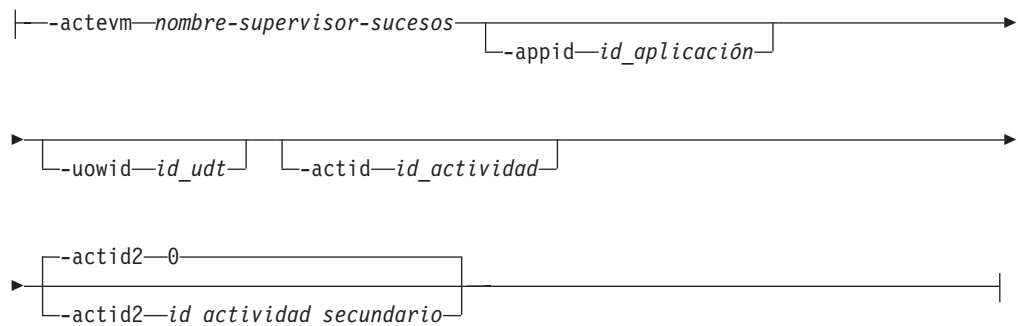 -actevm nombre-supervisor-sucesos
-appid id_aplicación
-uowid id_udt -actid id_actividad
-actid2 0
-actid2 id actividad secundario